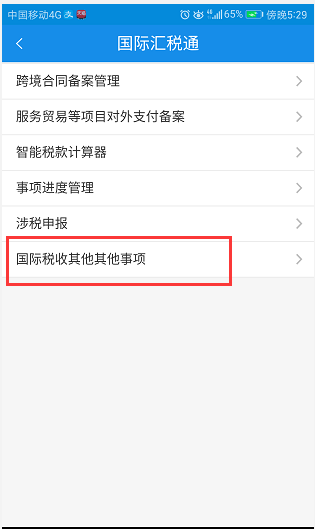 中国移动4G 65% 傍晚5:29
国际汇税通
跨境合同备案管理
服务贸易等项目对外支付备案
智能税款计算器
事项进度管理
涉税申报
国际税收其他其他事项